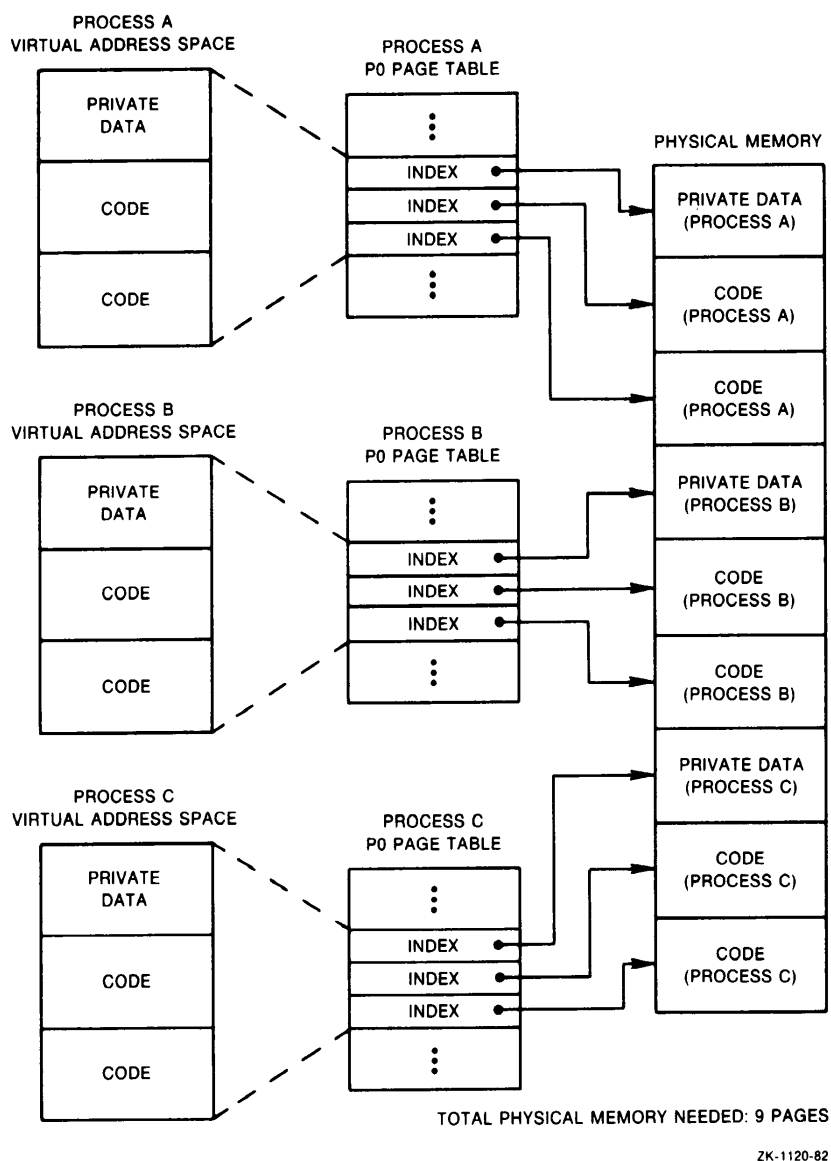 PROCESS A
VIRTUAL ADDRESS SPACE
PRIVATE
DATA
CODE
CODE
PROCESS A
P0 PAGE TABLE
INDEX
INDEX
INDEX
PHYSICAL MEMORY
PRIVATE DATA
(PROCESS A)
CODE
(PROCESS A)
CODE
(PROCESS A)
PRIVATE DATA
(PROCESS B)
CODE
(PROCESS B)
CODE
(PROCESS B)
PRIVATE DATA
(PROCESS C)
CODE
(PROCESS C)
CODE
(PROCESS C)
PROCESS B
VIRTUAL ADDRESS SPACE
PRIVATE
DATA
CODE
CODE
PROCESS B
P0 PAGE TABLE
INDEX
INDEX
INDEX
PROCESS C
VIRTUAL ADDRESS SPACE
PRIVATE
DATA
CODE
CODE
PROCESS C
P0 PAGE TABLE
INDEX
INDEX
INDEX
TOTAL PHYSICAL MEMORY NEEDED: 9 PAGES
ZK-1120-82